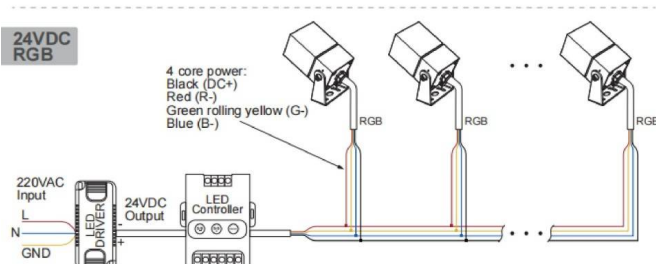 24VDC
RGB
4 core power:
Black (DC+)
Red (R-)
Green rolling yellow (G-)
Blue (B-)
RGB
RGB
RGB
220VAC
Input
L
N
GND
LED
DRIVER
-
+
24VDC
Output
LED
Controller